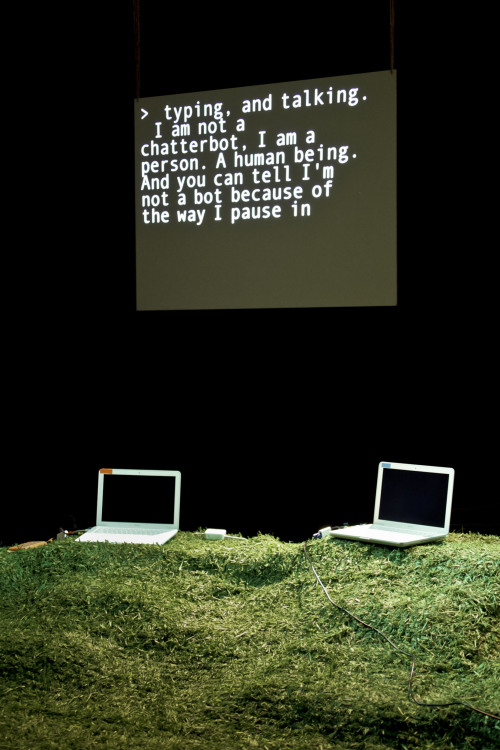 > typing, and talking.
I am not a
chatterbot, I am a
person. A human being.
And you can tell I'm
not a bot because of
the way I pause in